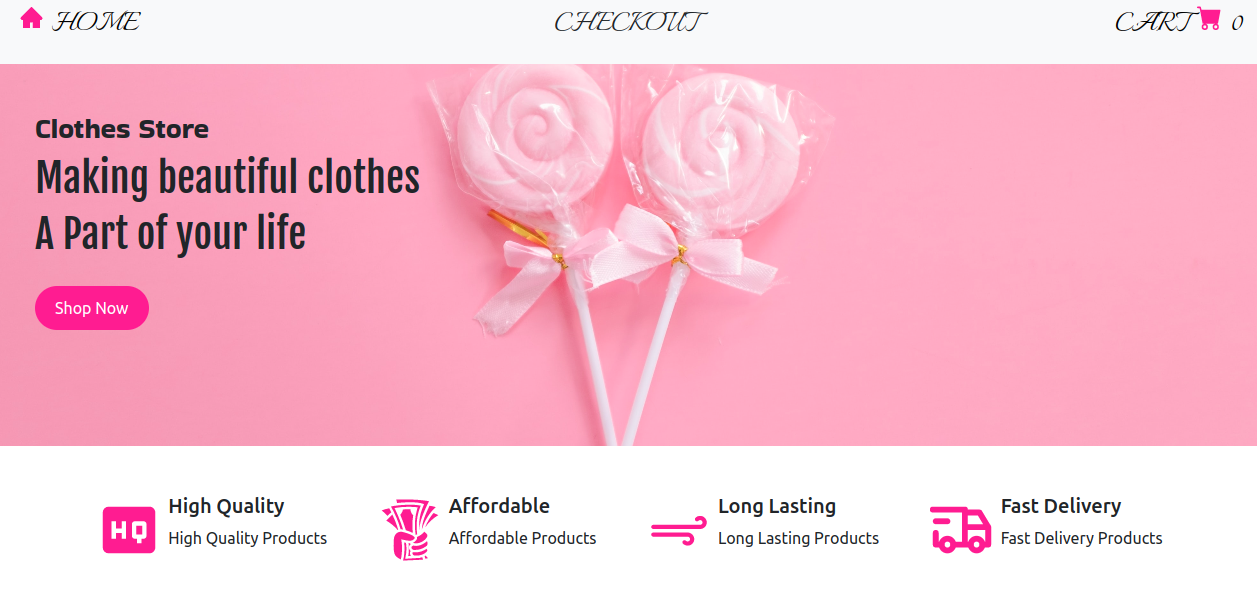 HOME
CHECKOUT
CART 0
Clothes Store
Making beautiful clothes
A Part of your life
Shop Now
HQ
High Quality
High Quality Products
Affordable
Affordable Products
Long Lasting
Long Lasting Products
Fast Delivery
Fast Delivery Products